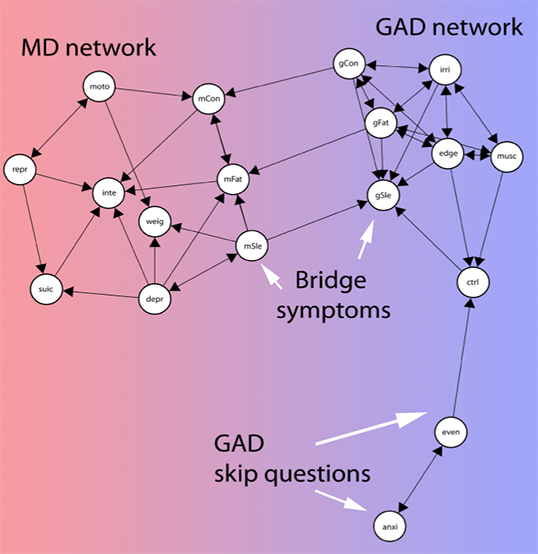 GAD network
MD network
gCon
irri
moto
mCon
gFat
edge
musc
repr
mFat
inte
gSle
weig
mSle
Bridge
symptoms
suic
depr
ctrl
even
GAD
skip questions
anxi